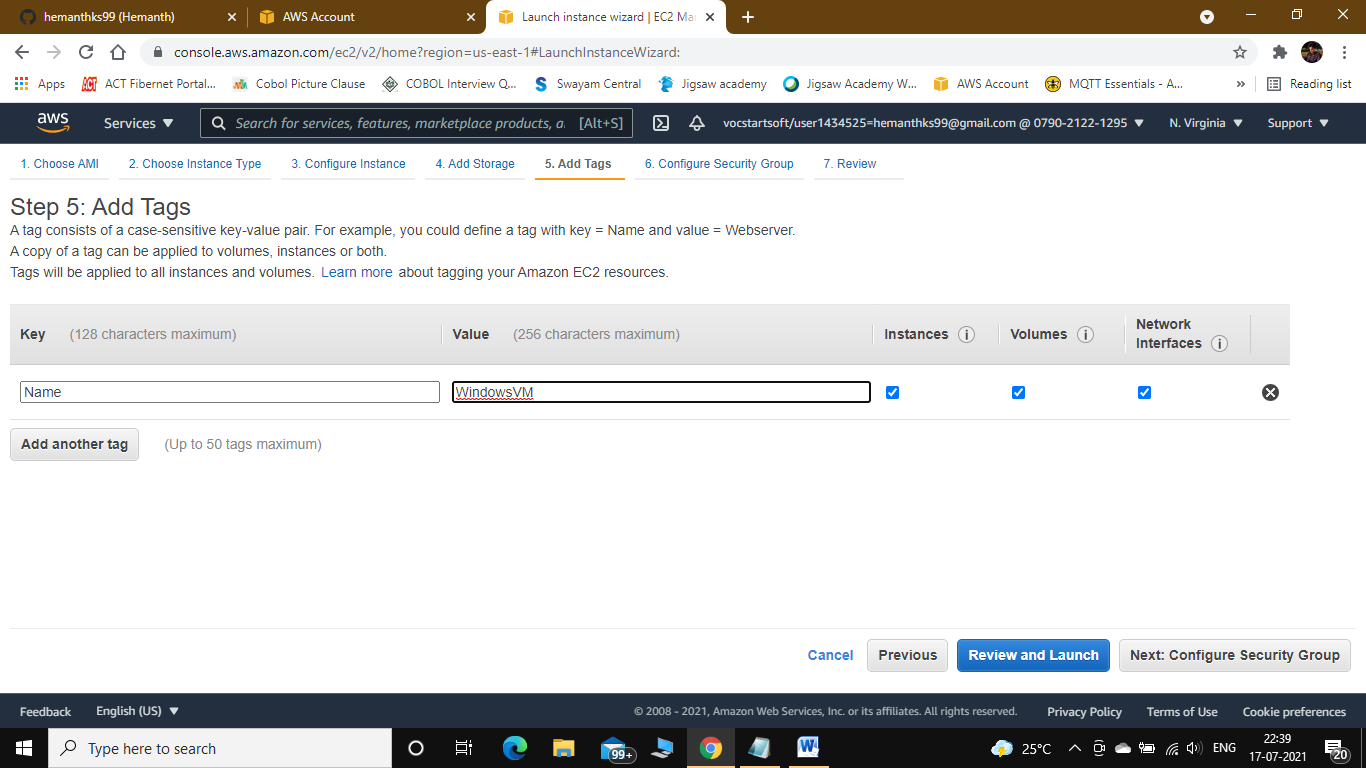 hemanthks99 (Hemanth)
AWS Account
Launch instance wizard | EC2 Ma
console.aws.amazon.com/ec2/v2/home?region=us-east-1#LaunchInstanceWizard:
Apps
ACT Fibernet Portal...
Cobol Picture Clause
COBOL Interview Q...
Swayam Central
Jigsaw academy
Jigsaw Academy W...
AWS Account
MQTT Essentials - A...
»
Reading list
aws
Services
Search for services, features, marketplace products, a
[Alt+S]
vocstartsoft/user1434525=hemanthks99@gmail.com @ 0790-2122-1295
N. Virginia
Support
1. Choose AMI
2. Choose Instance Type
3. Configure Instance
4. Add Storage
5. Add Tags
6. Configure Security Group
7. Review
Step 5: Add Tags
A tag consists of a case-sensitive key-value pair. For example, you could define a tag with key = Name and value = Webserver.
A copy of a tag can be applied to volumes, instances or both.
Tags will be applied to all instances and volumes. Learn more about tagging your Amazon EC2 resources.
Key (128 characters maximum)
Value (256 characters maximum)
Instances
Volumes
Network
Interfaces
Name
WindowsVM
Add another tag
(Up to 50 tags maximum)
Cancel
Previous
Review and Launch
Next: Configure Security Group
Feedback
English (US)
© 2008 - 2021, Amazon Web Services, Inc. or its affiliates. All rights reserved.
Privacy Policy
Terms of Use
Cookie preferences
Type here to search
99+
25°C
ENG
22:39
17-07-2021
20